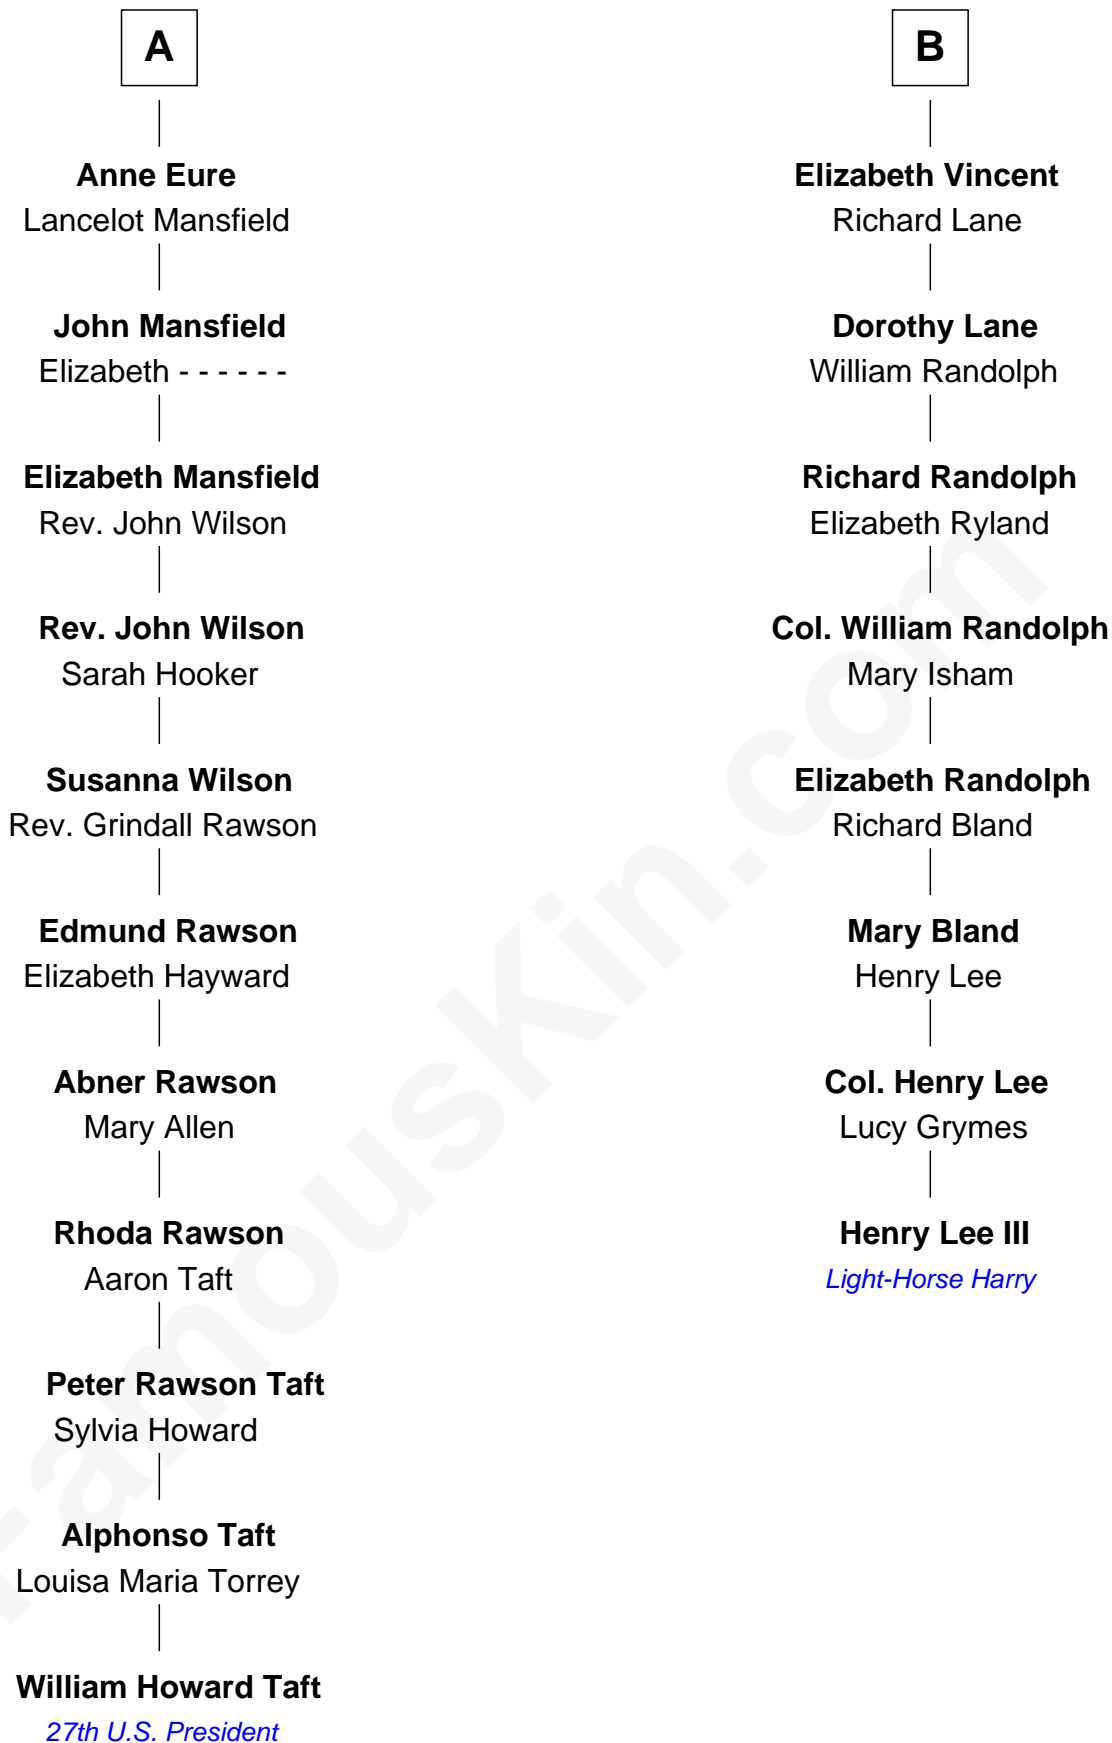 A
Anne Eure
Lancelot Mansfield
John Mansfield
Elizabeth - - - - - -
Elizabeth Mansfield
Rev. John Wilson
Rev. John Wilson
Sarah Hooker
Susanna Wilson
Rev. Grindall Rawson
Edmund Rawson
Elizabeth Hayward
Abner Rawson
Mary Allen
Rhoda Rawson
Aaron Taft
Peter Rawson Taft
Sylvia Howard
Alphonso Taft
Louisa Maria Torrey
William Howard Taft
27th U.S. President
B
Elizabeth Vincent
Richard Lane
Dorothy Lane
William Randolph
Richard Randolph
Elizabeth Ryland
Col. William Randolph
Mary Isham
Elizabeth Randolph
Richard Bland
Mary Bland
Henry Lee
Col. Henry Lee
Lucy Grymes
Henry Lee III
Light-Horse Harry
FamousKin.com